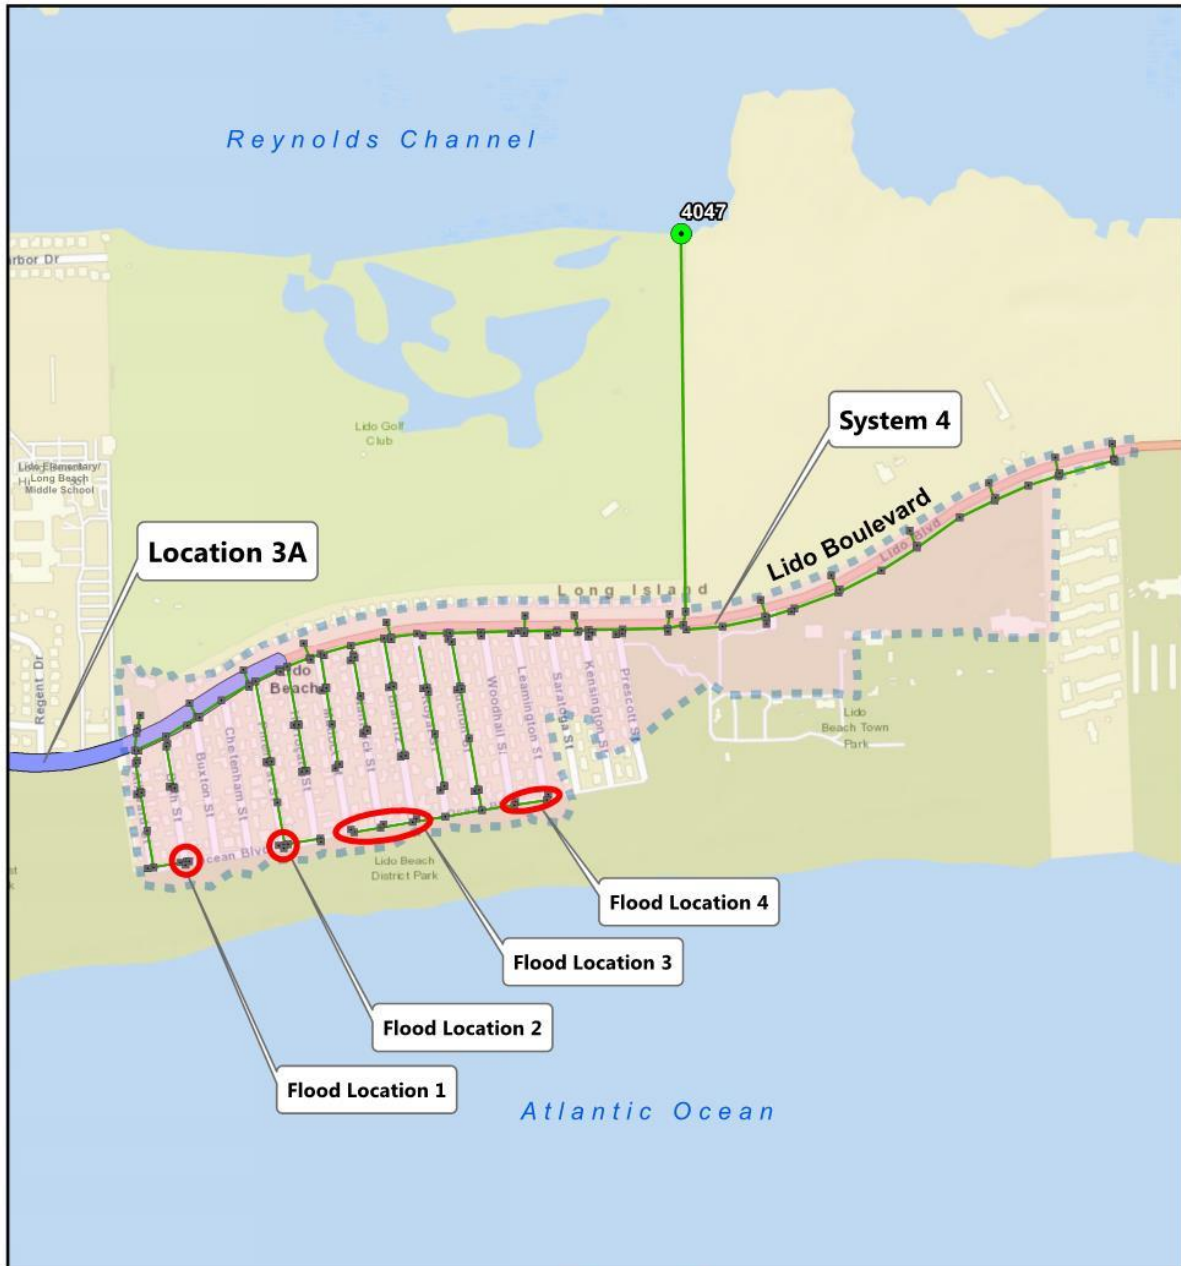 Reynolds Channel
4047
arbor Dr
Lido Golf
Club
System 4
Lido Elementary/
Long Beach
Middle School
Lido Boulevard
Lido Blvd
Location 3A
Long Island
Lido
Beach
Regent Dr
Buxton St
Cheltenham St
Royat St
Woodhail St
Leamington St
Saratoga St
Kensington St
Prescott St
Lido
Beach Town
Park
Ocean Blvd
Lido Beach
District Park
Flood Location 4
Flood Location 3
Flood Location 2
Flood Location 1
Atlantic Ocean